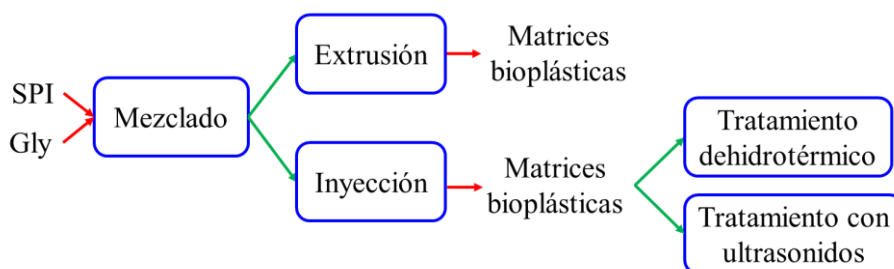 SPI
Gly
Mezclado
Extrusión
Matrices
bioplásticas
Inyección
Matrices
bioplásticas
Tratamiento
dehidrotérmico
Tratamiento con
ultrasonidos